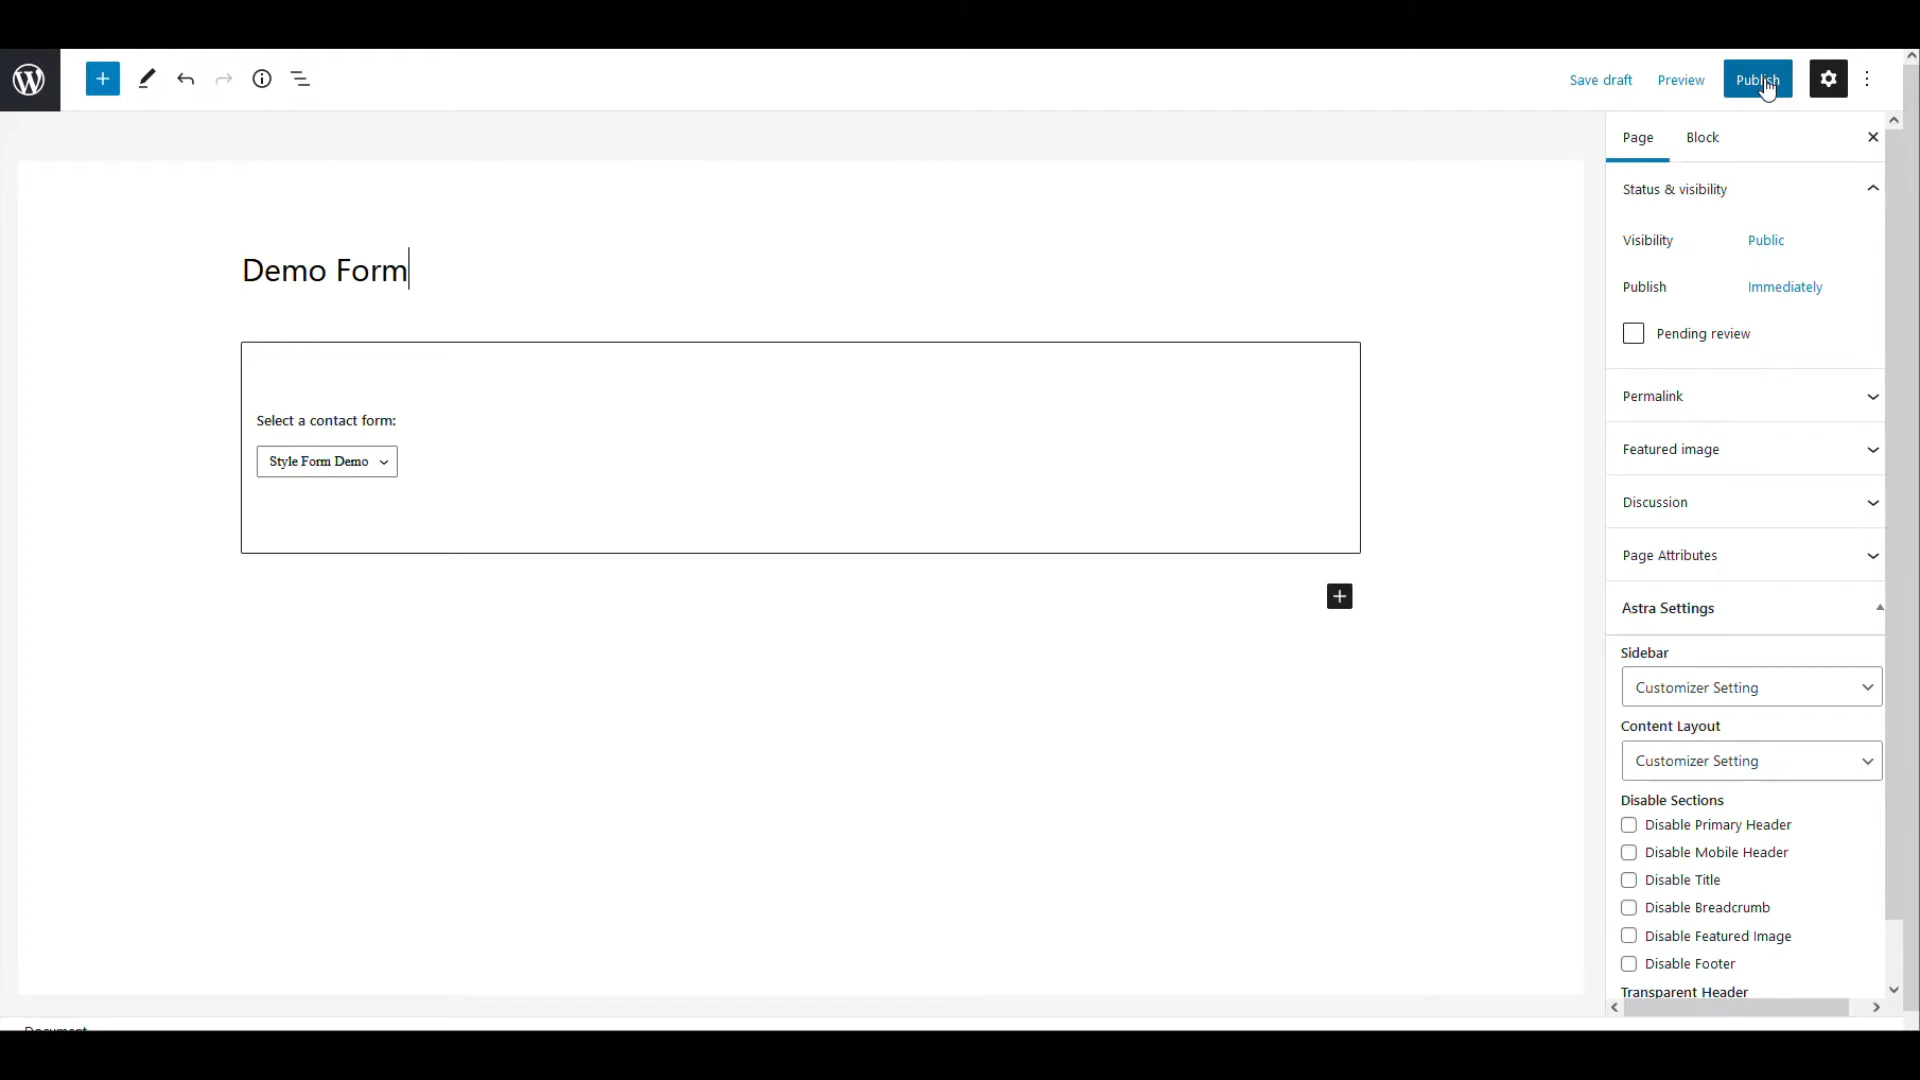 Save draft
Preview
Publish
Page
Block
Status & visibility
Visibility
Public
Publish
Immediately
Pending review
Permalink
Featured image
Discussion
Page Attributes
Astra Settings
Sidebar
Customizer Setting
Content Layout
Customizer Setting
Disable Sections
Disable Primary Header
Disable Mobile Header
Disable Title
Disable Breadcrumb
Disable Featured Image
Disable Footer
Transparent Header
Demo Form
Select a contact form:
Style Form Demo
Document